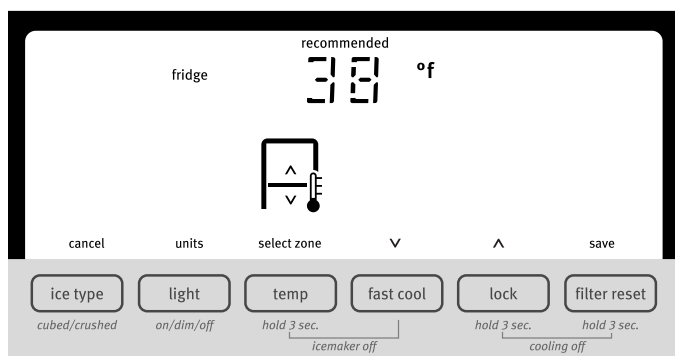 recommended
fridge 38 °f
cancel units select zone ∨ ∧ save
ice type light temp fast cool lock filter reset
cubed/crushed on/dim/off hold 3 sec. hold 3 sec. hold 3 sec.
icemaker off cooling off